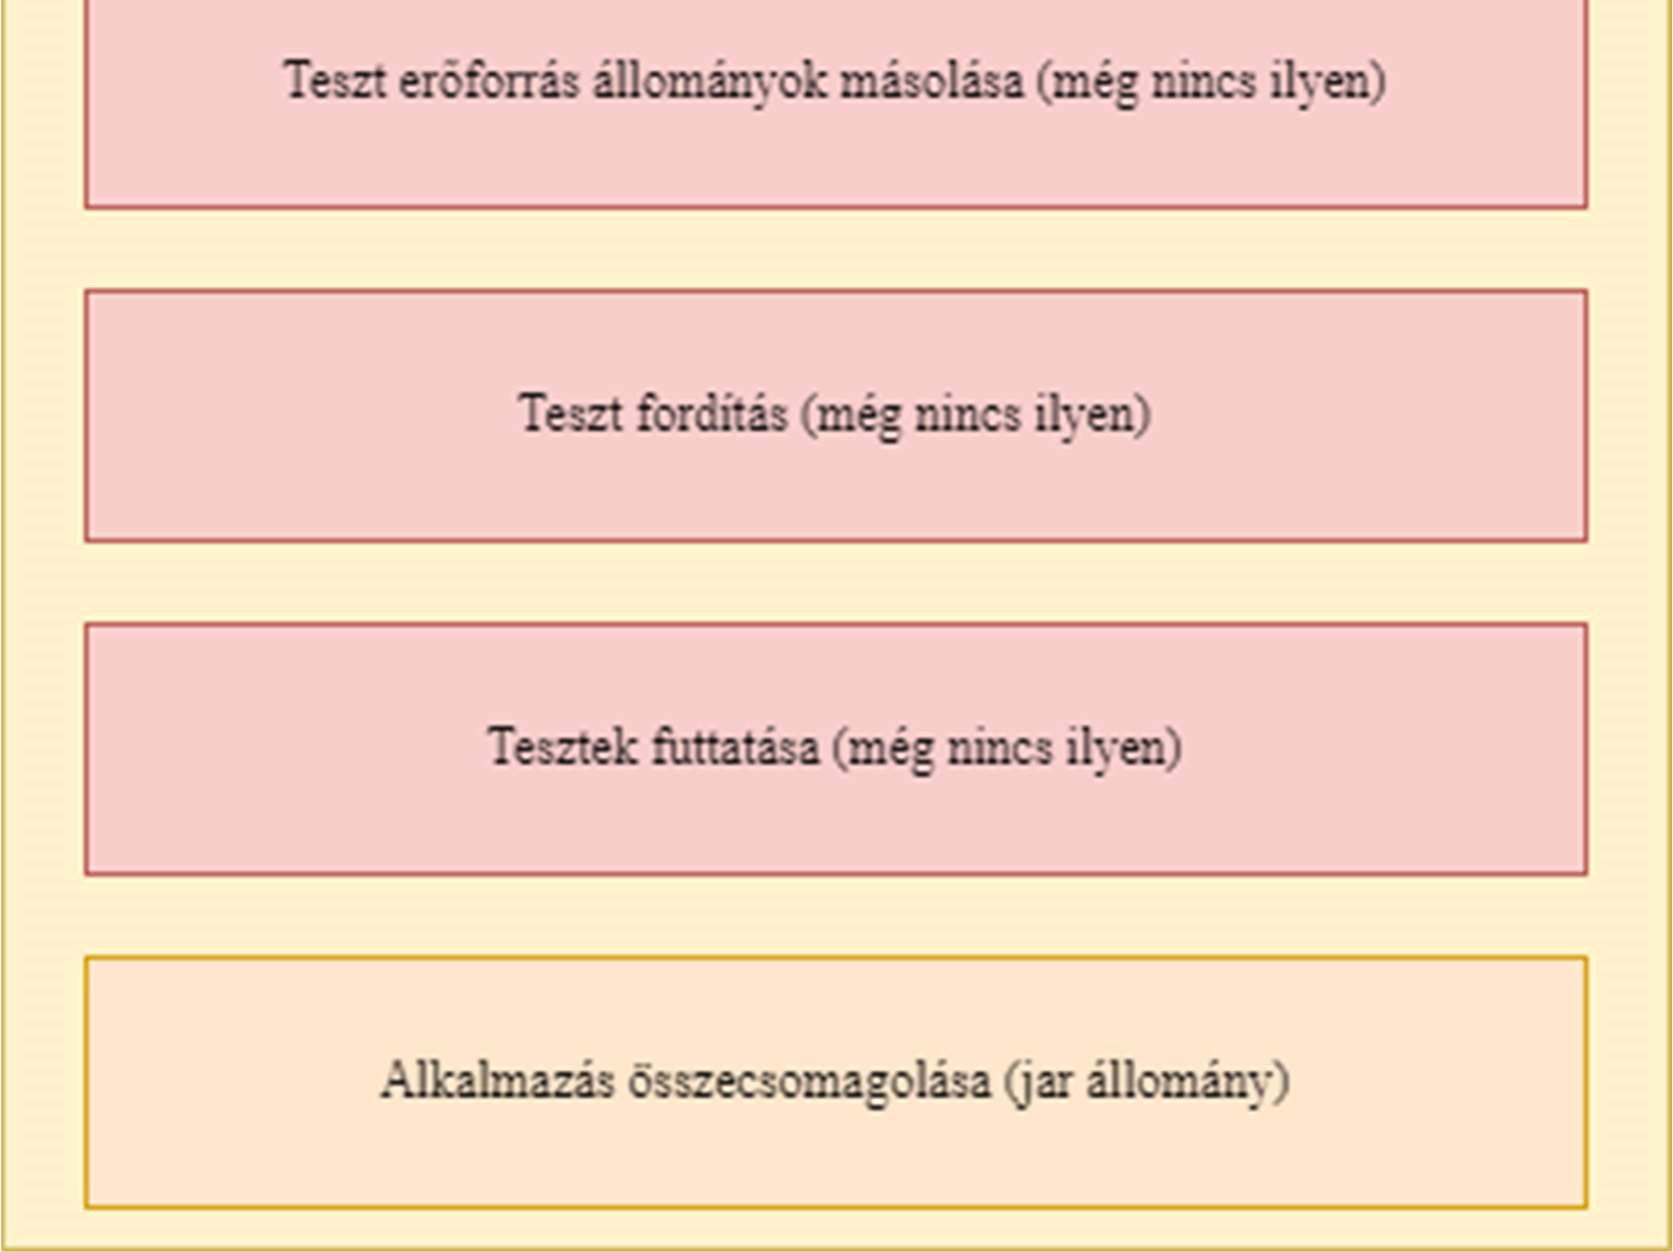 Teszt erőforrás állományok másolása (még nincs ilyen)
Teszt fordítás (még nincs ilyen)
Tesztek futtatása (még nincs ilyen)
Alkalmazás összecsomagolása (jar állomány)